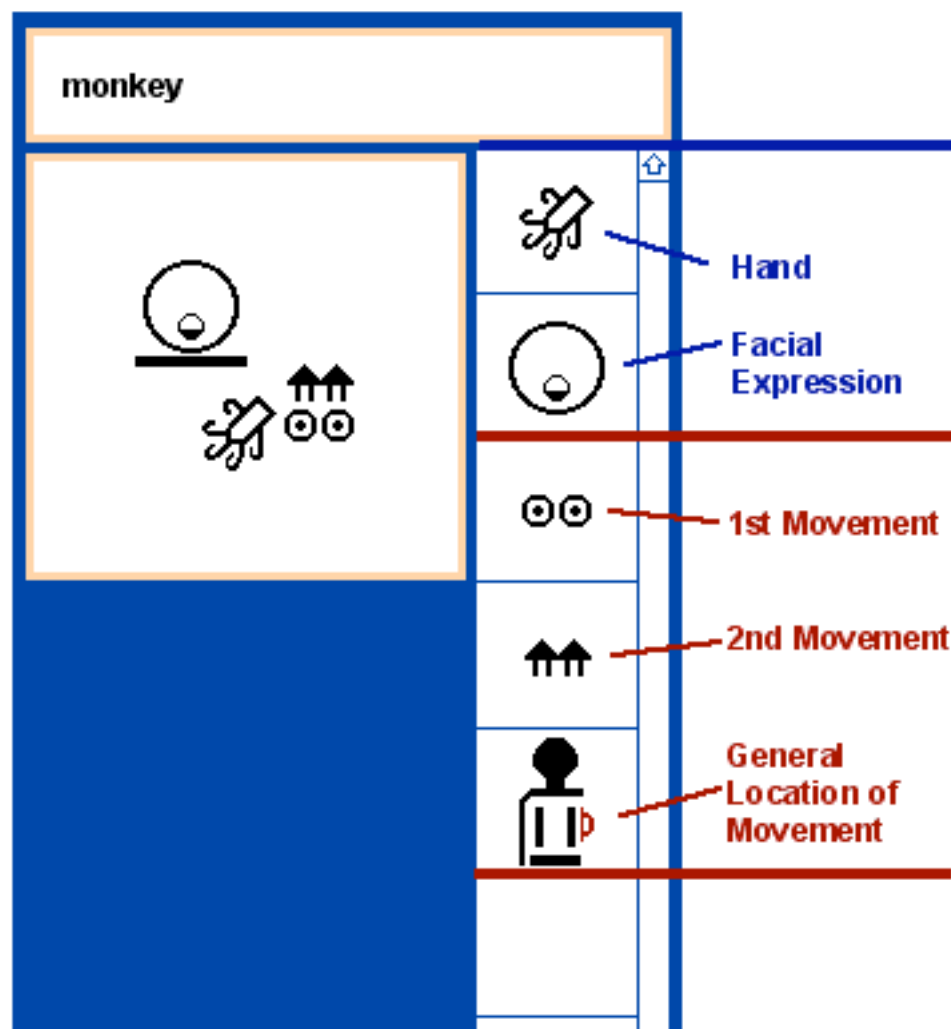 monkey
Hand
Facial
Expression
1st Movement
2nd Movement
General
Location of
Movement